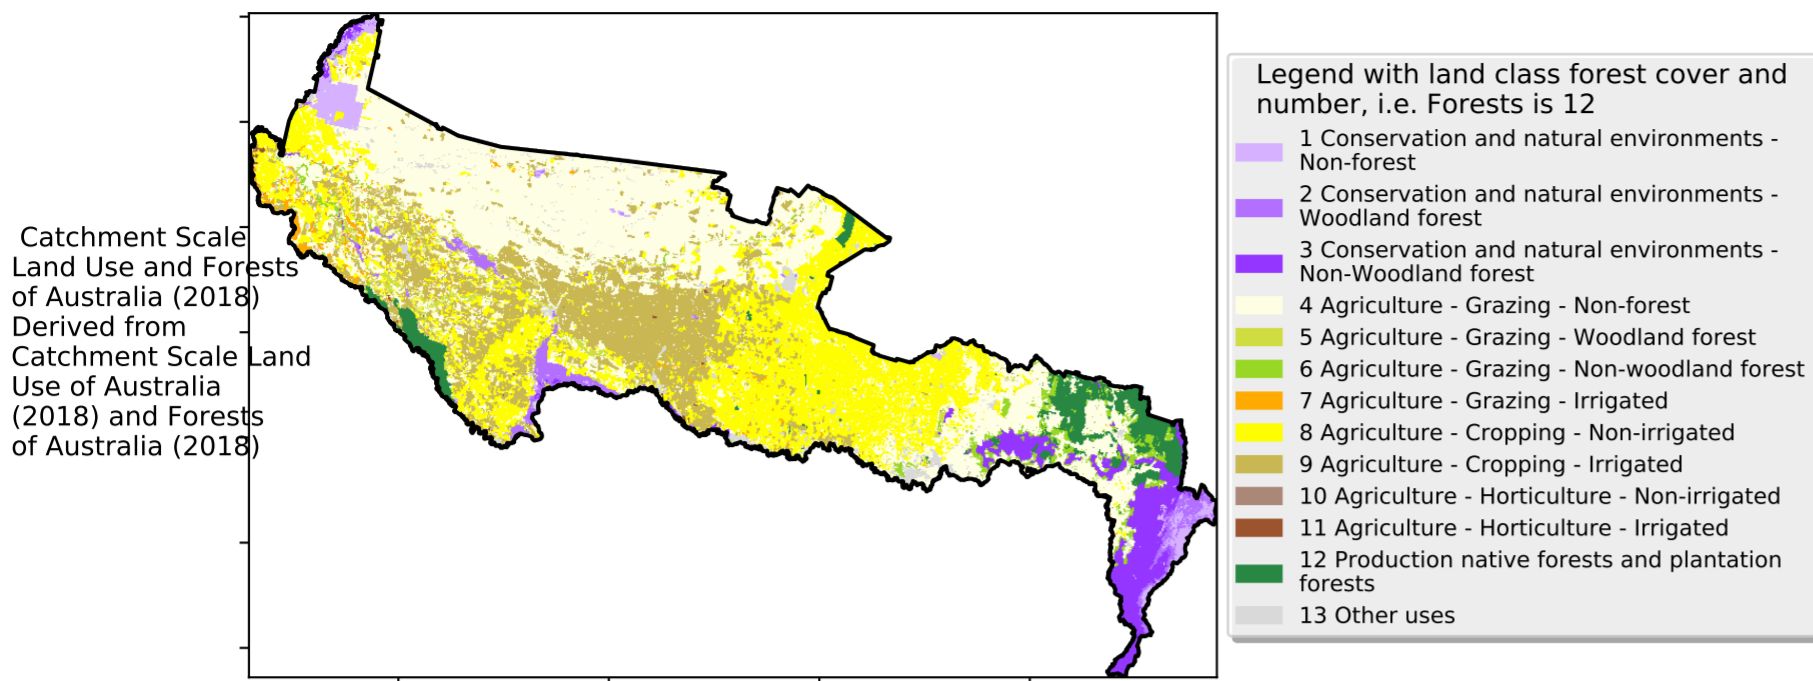 Catchment Scale
Land Use and Forests
of Australia (2018)
Derived from
Catchment Scale Land
Use of Australia
(2018) and Forests
of Australia (2018)
Legend with land class forest cover and
number, i.e. Forests is 12
1 Conservation and natural environments -
Non-forest
2 Conservation and natural environments -
Woodland forest
3 Conservation and natural environments -
Non-Woodland forest
4 Agriculture - Grazing - Non-forest
5 Agriculture - Grazing - Woodland forest
6 Agriculture - Grazing - Non-woodland forest
7 Agriculture - Grazing - Irrigated
8 Agriculture - Cropping - Non-irrigated
9 Agriculture - Cropping - Irrigated
10 Agriculture - Horticulture - Non-irrigated
11 Agriculture - Horticulture - Irrigated
12 Production native forests and plantation
forests
13 Other uses